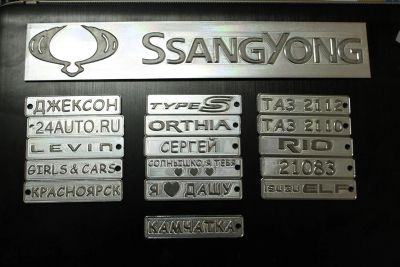 SSANGYONG
ДЖЕКСОН
24AUTO.RU
LEVIN
GIRLS & CARS
КРАСНОЯРСК
TYPE S
ORTHIA
СЕРГЕЙ
СОЛНЫШКО Я ТЕБЯ
Я ♥ ДАШУ
ТАЗ 2112
ТАЗ 2110
RIO
21083
ISUZU ELF
КАМЧАТКА